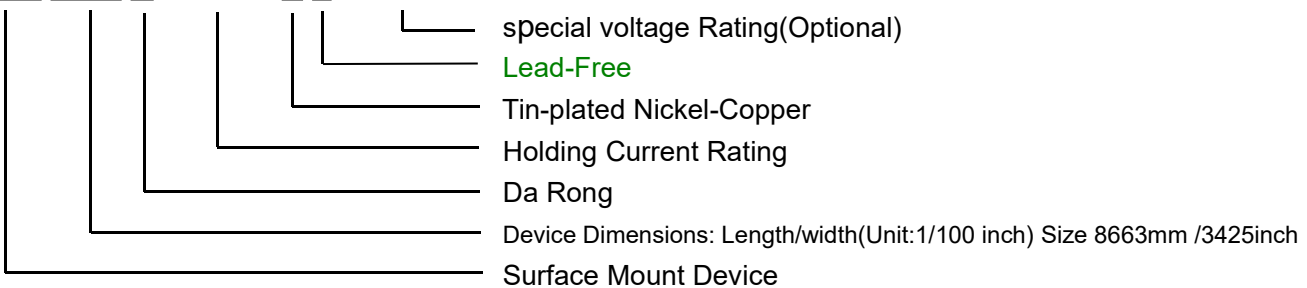 special voltage Rating(Optional)
Lead-Free
Tin-plated Nickel-Copper
Holding Current Rating
Da Rong
Device Dimensions: Length/width(Unit:1/100 inch) Size 8663mm /3425inch
Surface Mount Device